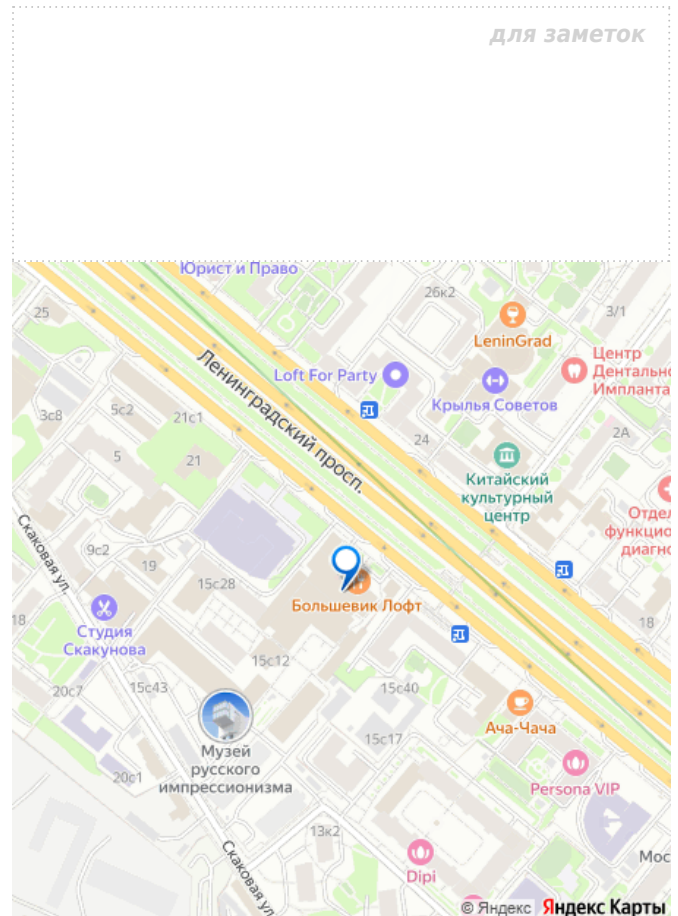 для заметок
Юрист и Право
26к2
25
3/1
LeninGrad
Центр
Дентально
Импланта
Ленинградский просп.
Loft For Party
Крылья Советов
3с8
5с2
21с1
24
2А
5
21
Китайский
культурный
центр
Отдел
функцио
диагно
Скаковая ул.
9с2
19
15с28
Большевик Лофт
18
Студия
Скакунова
18
15с12
20с7
15с43
15с40
Ача-Чача
15с17
Музей
русского
импрессионизма
20с1
Persona VIP
13к2
Скаковая ул.
Мос
Dipi
© Яндекс Яндекс Карты